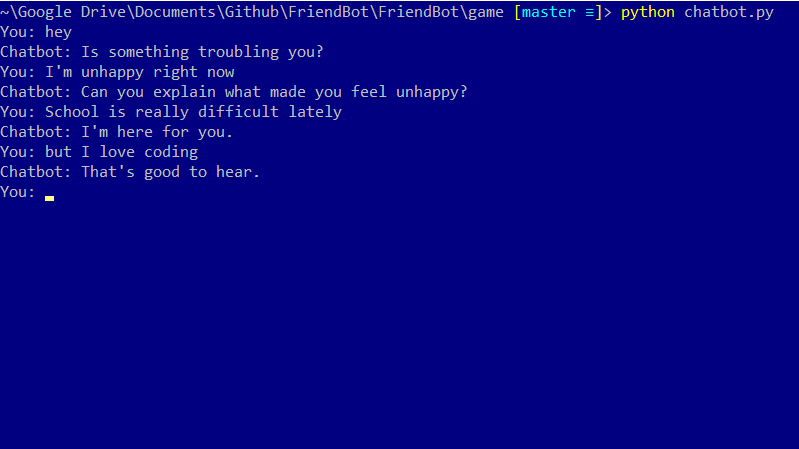 ~\Google Drive\Documents\Github\FriendBot\FriendBot\game [master ≡]> python chatbot.py
You: hey
Chatbot: Is something troubling you?
You: I'm unhappy right now
Chatbot: Can you explain what made you feel unhappy?
You: School is really difficult lately
Chatbot: I'm here for you.
You: but I love coding
Chatbot: That's good to hear.
You: